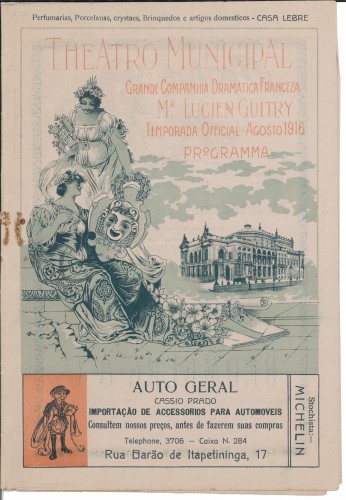 Perfumarias, Porcelanas, crystaes, Brinquedos e artigos domesticos - CASA LEBRE
THEATRO MUNICIPAL
GRANDE COMPANHIA DRAMATICA FRANCEZA
MR LUCIEN GUITRY
TEMPORADA OFFICIAL - AGOSTO 1916
PROGRAMMA
AUTO GERAL
CASSIO PRADO
IMPORTAÇÃO DE ACCESSORIOS PARA AUTOMOVEIS
Consultem nossos preços, antes de fazerem suas compras
Telephone, 3706 — Caixa N. 284
Rua Barão de Itapetininga, 17
Stochista:—
MICHELIN